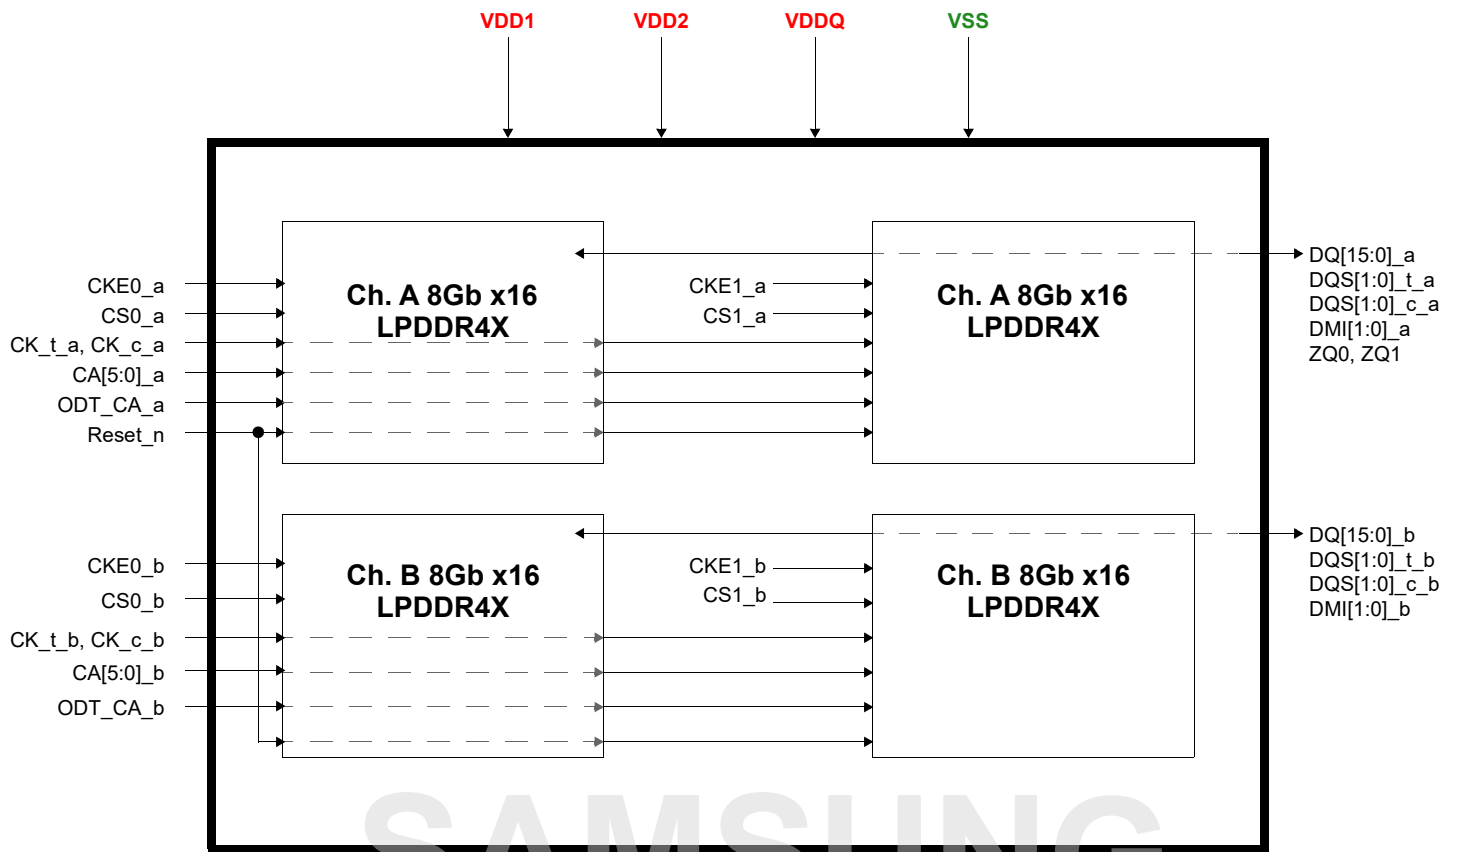 VDD1 VDD2 VDDQ VSS
CKE0_a
CS0_a
CK_t_a, CK_c_a
CA[5:0]_a
ODT_CA_a
Reset_n
Ch. A 8Gb x16
LPDDR4X
CKE1_a
CS1_a
Ch. A 8Gb x16
LPDDR4X
DQ[15:0]_a
DQS[1:0]_t_a
DQS[1:0]_c_a
DMI[1:0]_a
ZQ0, ZQ1
CKE0_b
CS0_b
CK_t_b, CK_c_b
CA[5:0]_b
ODT_CA_b
Ch. B 8Gb x16
LPDDR4X
CKE1_b
CS1_b
Ch. B 8Gb x16
LPDDR4X
DQ[15:0]_b
DQS[1:0]_t_b
DQS[1:0]_c_b
DMI[1:0]_b
SAMSUNG